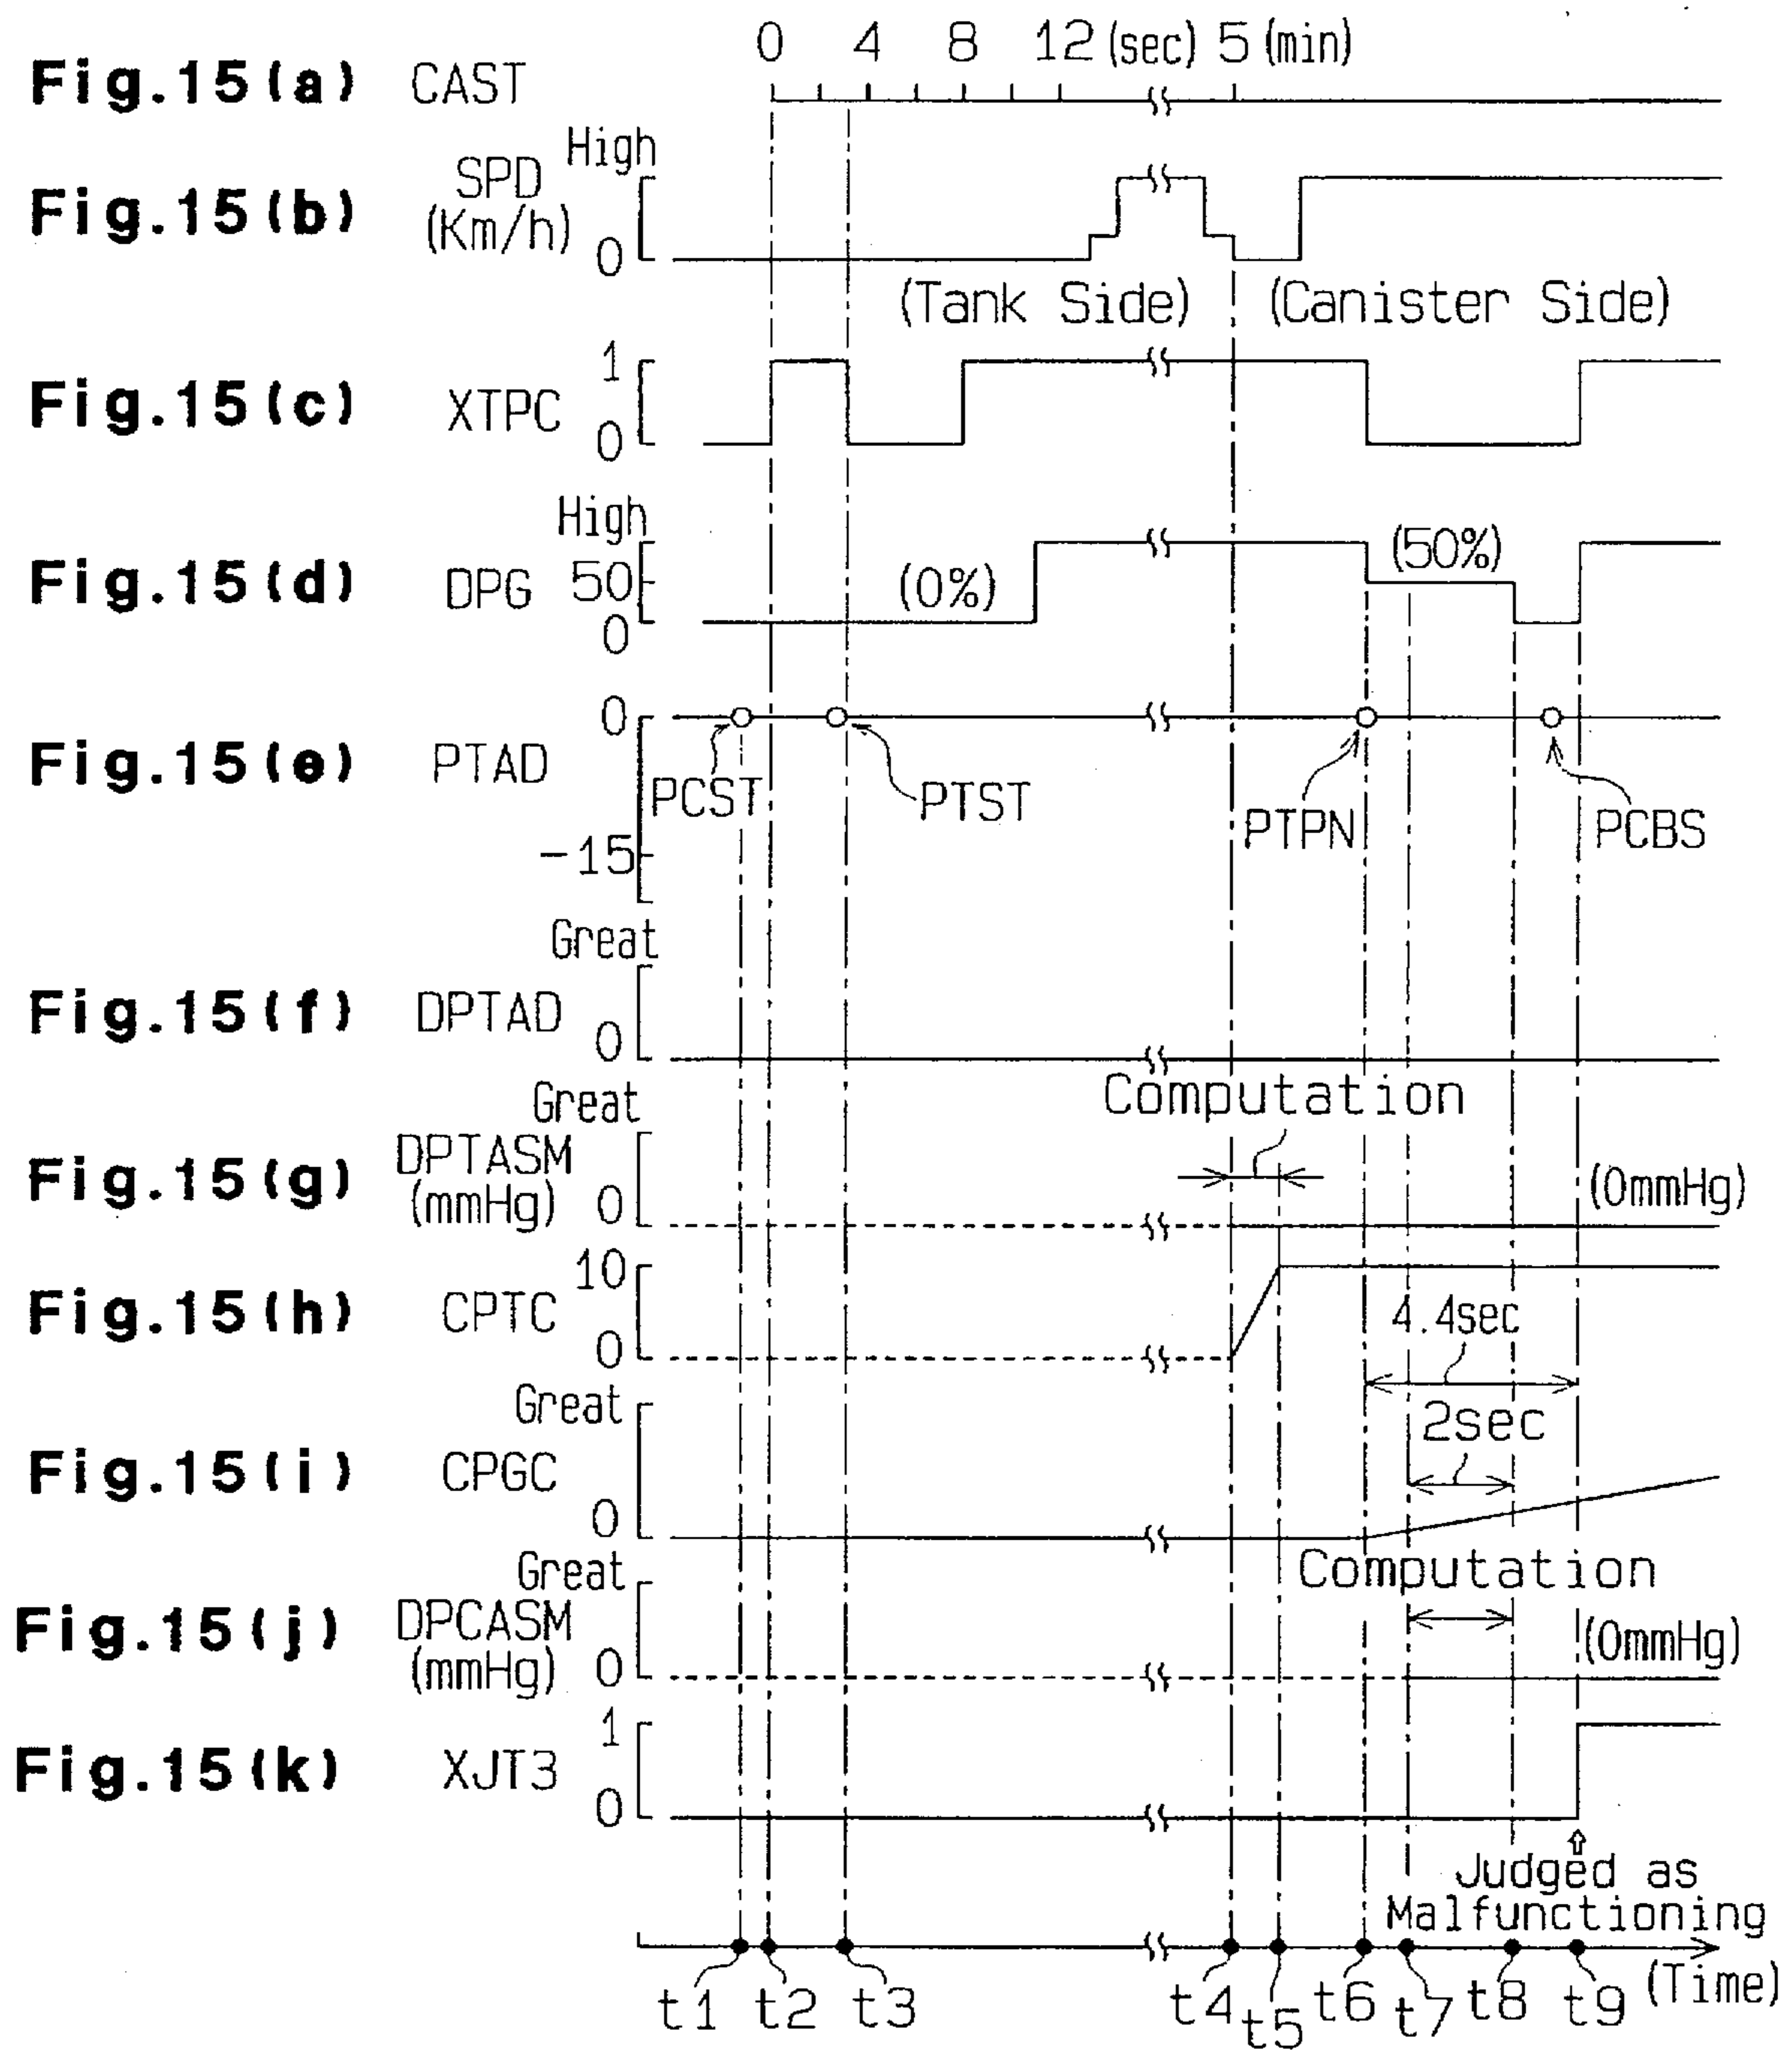 0 4 8 12 (sec) 5 (min)
Fig.15(a) CAST
High
Fig.15(b) SPD
(Km/h)
0
(Tank Side) (Canister Side)
1
Fig.15(c) XTPC
0
High
(50%)
Fig.15(d) DPG 50 (0%)
0
0
Fig.15(e) PTAD
PCST PTST PTPN PCBS
-15
Great
Fig.15(f) DPTAD
0
Computation
Great
Fig.15(g) DPTASM
(mmHg)
0
(0mmHg)
10
Fig.15(h) CPTC
4.4sec
0
Great
2sec
Fig.15(i) CPGC
0
Computation
Great
Fig.15(j) DPCASM
(mmHg)
0
(0mmHg)
1
Fig.15(k) XJT3
0
Judged as
Malfunctioning
(Time)
t1 t2 t3 t4 t5 t6 t7 t8 t9